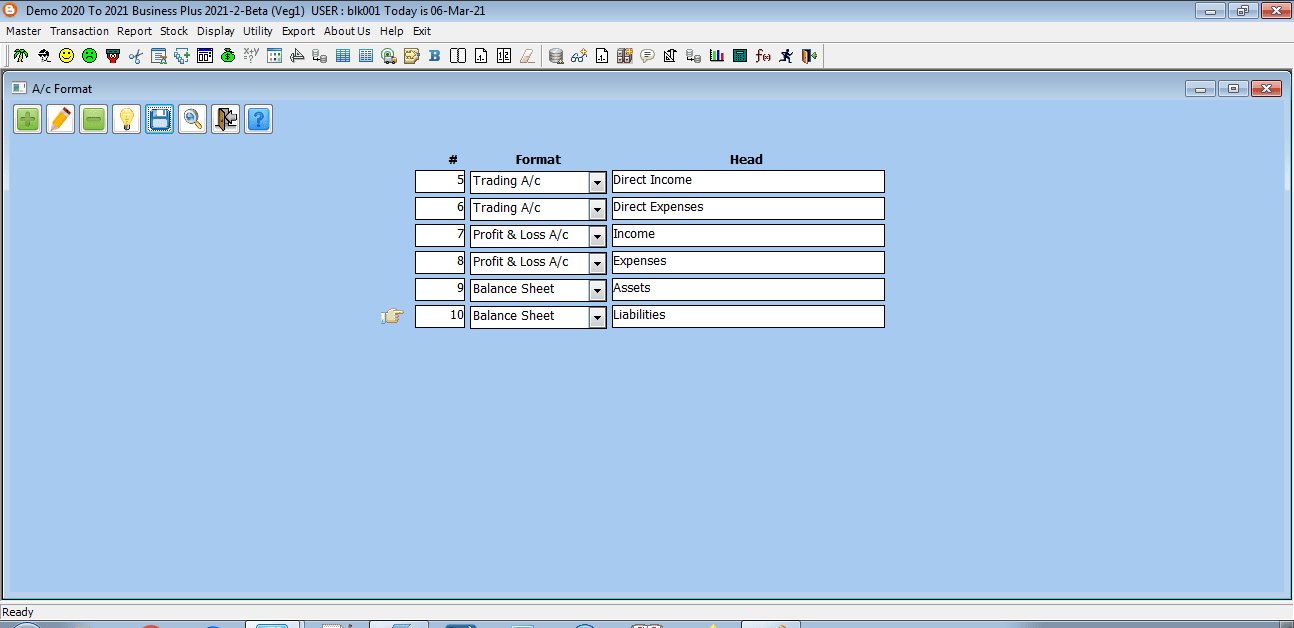 Demo 2020 To 2021 Business Plus 2021-2-Beta (Veg1) USER : blk001 Today is 06-Mar-21
Master Transaction Report Stock Display Utility Export About Us Help Exit
A/c Format
# Format Head
5 Trading A/c Direct Income
6 Trading A/c Direct Expenses
7 Profit & Loss A/c Income
8 Profit & Loss A/c Expenses
9 Balance Sheet Assets
10 Balance Sheet Liabilities
Ready